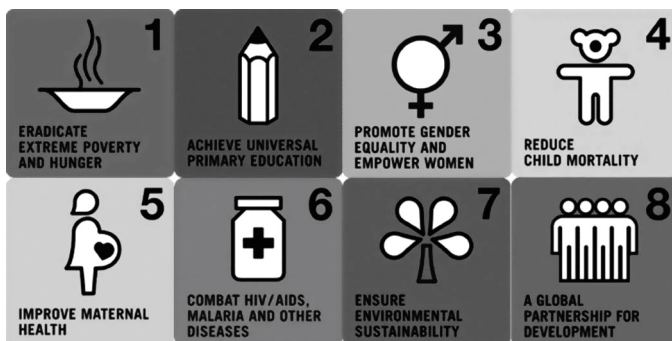 1
ERADICATE
EXTREME POVERTY
AND HUNGER
2
ACHIEVE UNIVERSAL
PRIMARY EDUCATION
3
PROMOTE GENDER
EQUALITY AND
EMPOWER WOMEN
4
REDUCE
CHILD MORTALITY
5
IMPROVE MATERNAL
HEALTH
6
COMBAT HIV/AIDS,
MALARIA AND OTHER
DISEASES
7
ENSURE
ENVIRONMENTAL
SUSTAINABILITY
8
A GLOBAL
PARTNERSHIP FOR
DEVELOPMENT